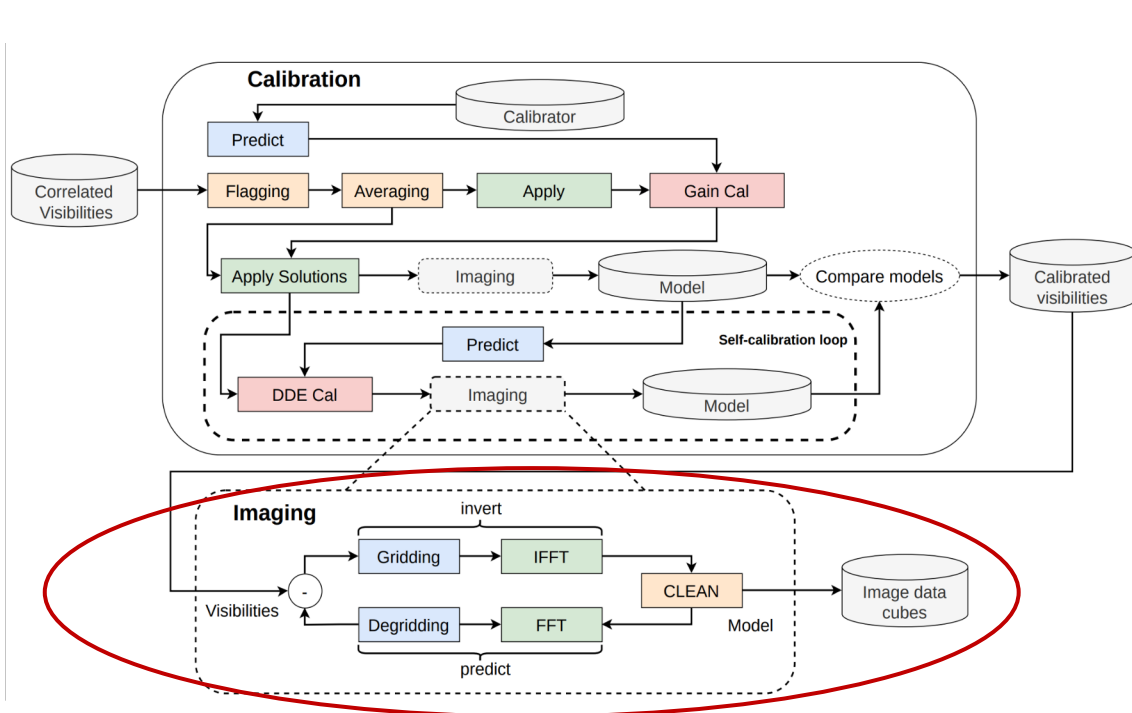 Calibration
Calibrator
Predict
Correlated
Visibilities
Flagging
Averaging
Apply
Gain Cal
Apply Solutions
Imaging
Model
Compare models
Calibrated
visibilities
Predict
Self-calibration loop
DDE Cal
Imaging
Model
Imaging
invert
Gridding
IFFT
CLEAN
Image data
cubes
-
Visibilities
Degridding
FFT
Model
predict